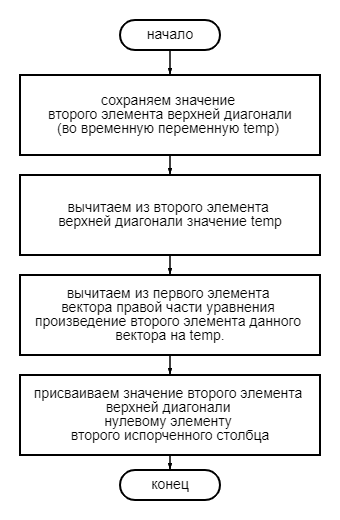 начало
сохраняем значение
второго элемента верхней диагонали
(во временную переменную temp)
вычитаем из второго элемента
верхней диагонали значение temp
вычитаем из первого элемента
вектора правой части уравнения
произведение второго элемента данного
вектора на temp.
присваиваем значение второго элемента
верхней диагонали
нулевому элементу
второго испорченного столбца
конец